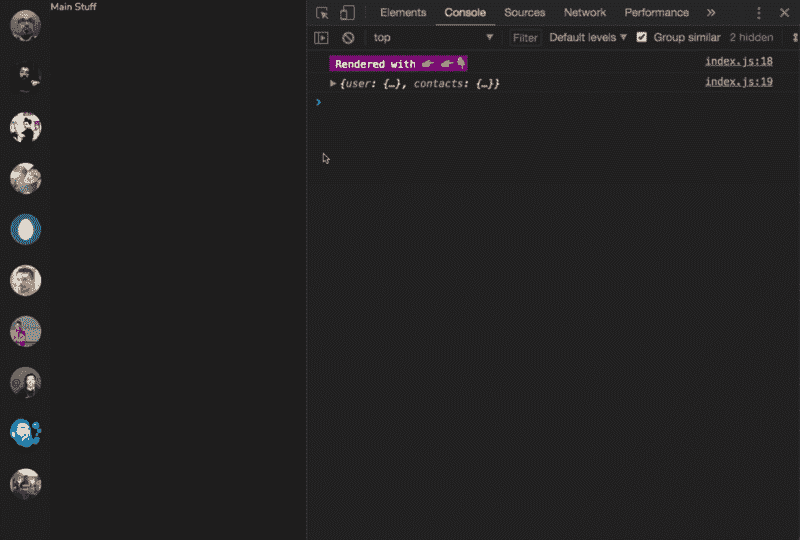 Main Stuff
Elements Console Sources Network Performance »
top Filter Default levels ▼ Group similar 2 hidden
Rendered with 👉 👉 👇 index.js:18
▶ {user: {…}, contacts: {…}} index.js:19
>